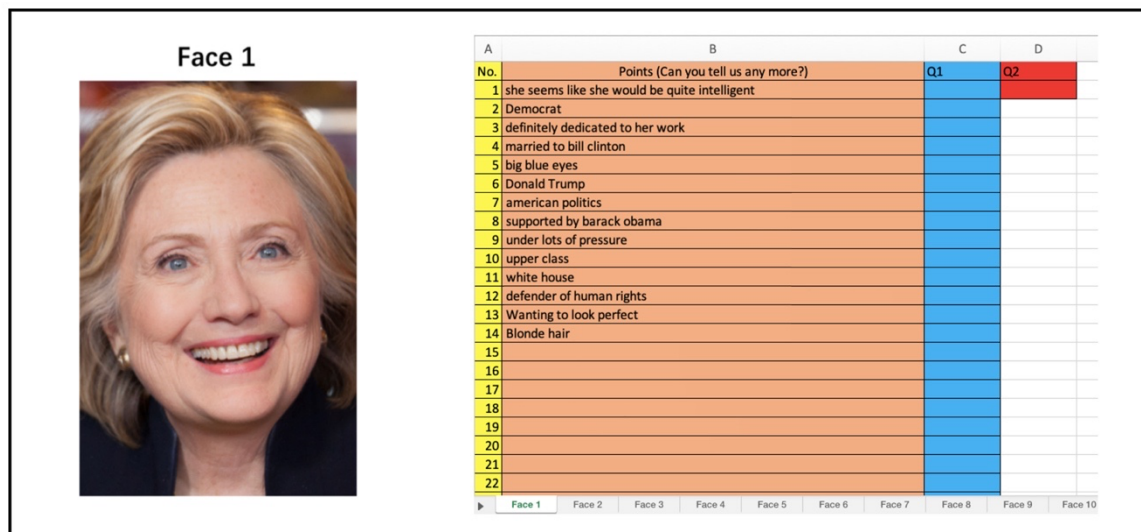 Face 1
A B C D
No. Points (Can you tell us any more?) Q1 Q2
1 she seems like she would be quite intelligent
2 Democrat
3 definitely dedicated to her work
4 married to bill clinton
5 big blue eyes
6 Donald Trump
7 american politics
8 supported by barack obama
9 under lots of pressure
10 upper class
11 white house
12 defender of human rights
13 Wanting to look perfect
14 Blonde hair
15
16
17
18
19
20
21
22
Face 1 Face 2 Face 3 Face 4 Face 5 Face 6 Face 7 Face 8 Face 9 Face 10